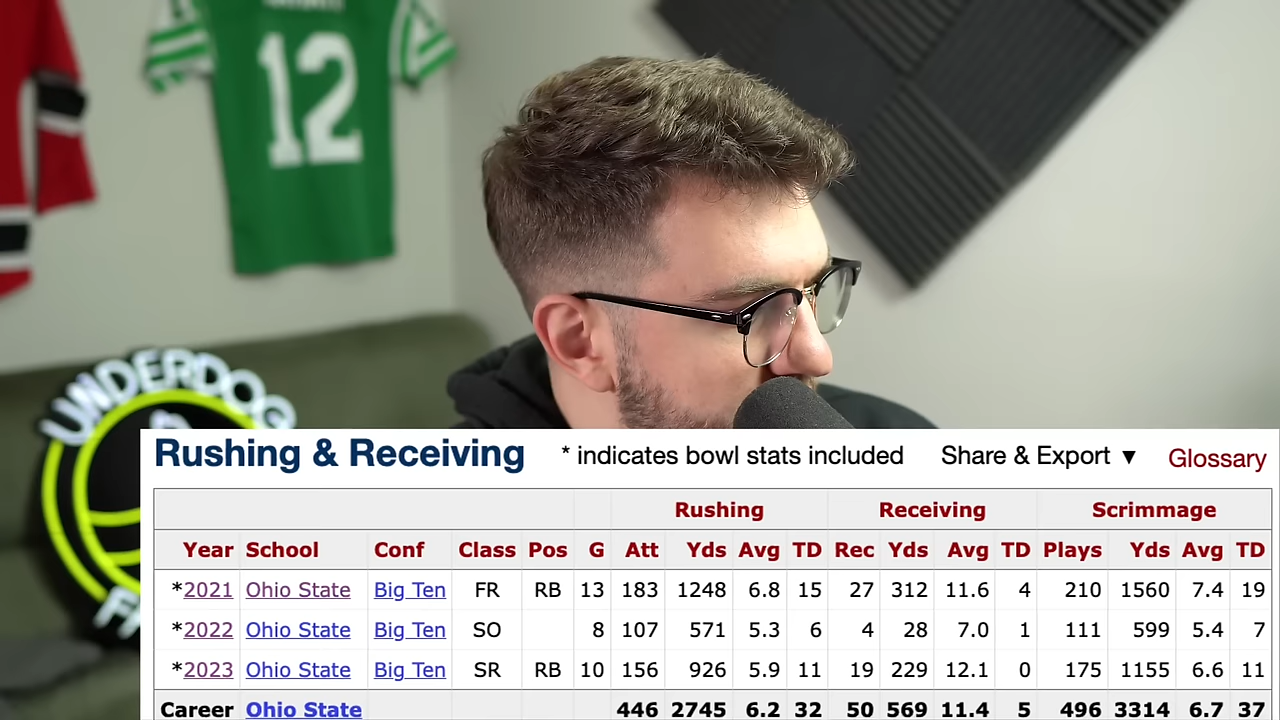 12
UNDERDOG
Rushing & Receiving * indicates bowl stats included Share & Export ▼ Glossary
Rushing Receiving Scrimmage
Year School Conf Class Pos G Att Yds Avg TD Rec Yds Avg TD Plays Yds Avg TD
*2021 Ohio State Big Ten FR RB 13 183 1248 6.8 15 27 312 11.6 4 210 1560 7.4 19
*2022 Ohio State Big Ten SO 8 107 571 5.3 6 4 28 7.0 1 111 599 5.4 7
*2023 Ohio State Big Ten SR RB 10 156 926 5.9 11 19 229 12.1 0 175 1155 6.6 11
Career Ohio State 446 2745 6.2 32 50 569 11.4 5 496 3314 6.7 37